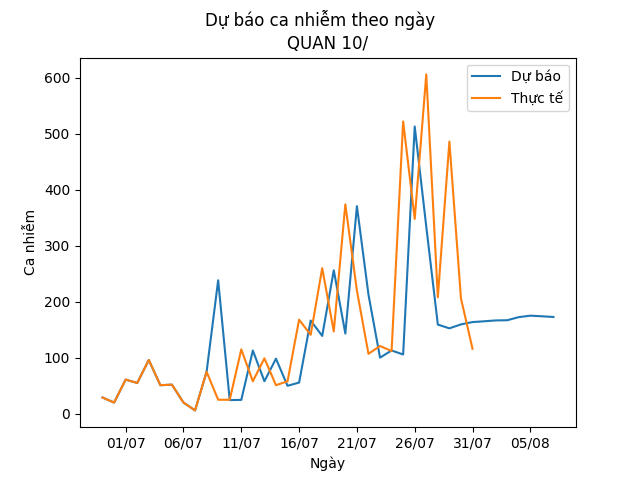 Dự báo ca nhiễm theo ngày
QUAN 10/
Dự báo
Thực tế
Ca nhiễm
600
500
400
300
200
100
0
01/07 06/07 11/07 16/07 21/07 26/07 31/07 05/08
Ngày